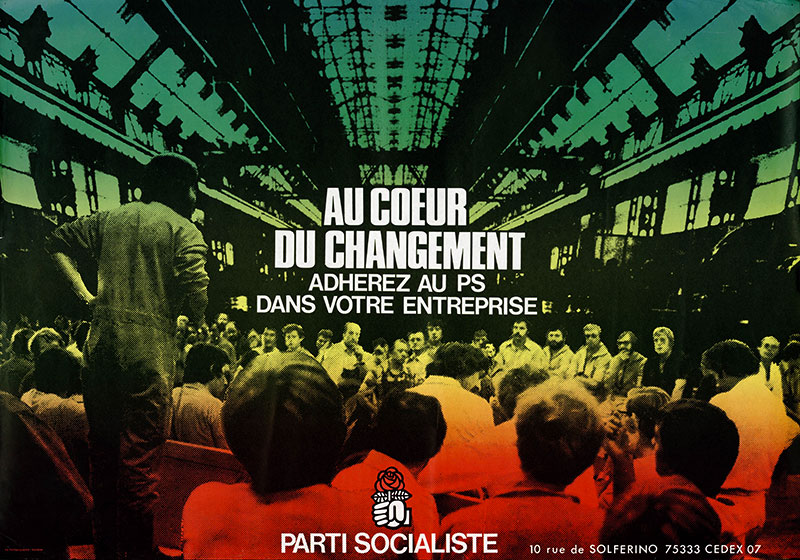 AU COEUR
DU CHANGEMENT
ADHEREZ AU PS
DANS VOTRE ENTREPRISE
PARTI SOCIALISTE
10 rue de SOLFERINO 75333 CEDEX 07